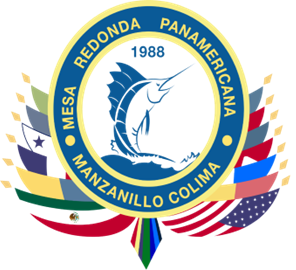 MESA REDONDA PANAMERICANA
1988
MANZANILLO COLIMA